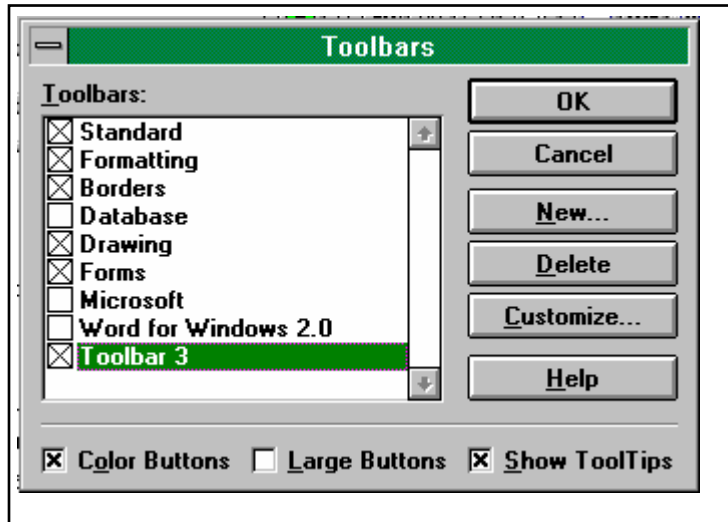 Toolbars
Toolbars:
Standard
Formatting
Borders
Database
Drawing
Forms
Microsoft
Word for Windows 2.0
Toolbar 3
OK
Cancel
New...
Delete
Customize...
Help
Color Buttons Large Buttons Show ToolTips